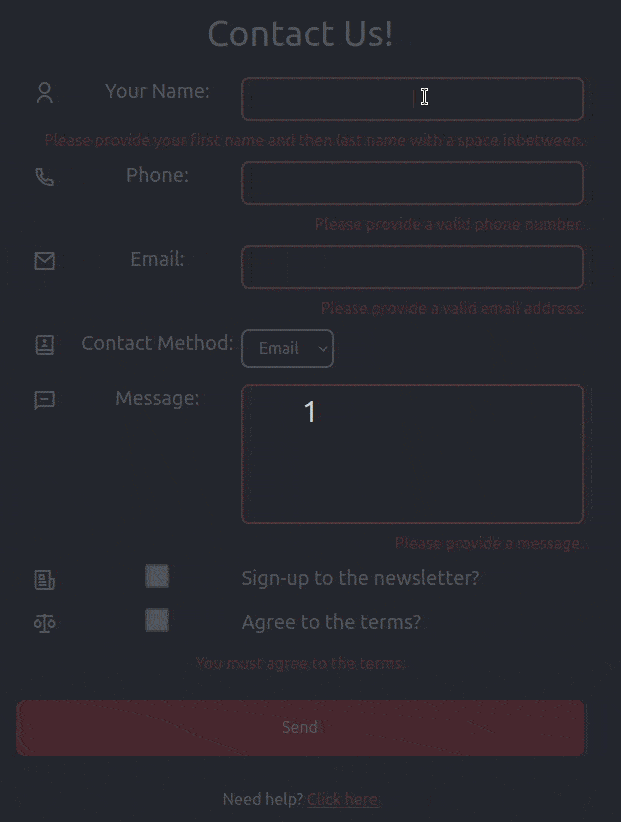 Contact Us!
Your Name:
Please provide your first name and then last name with a space inbetween.
Phone:
Please provide a valid phone number.
Email:
Please provide a valid email address.
Contact Method: Email
Message: 1
Please provide a message.
Sign-up to the newsletter?
Agree to the terms?
You must agree to the terms.
Send
Need help? Click here.